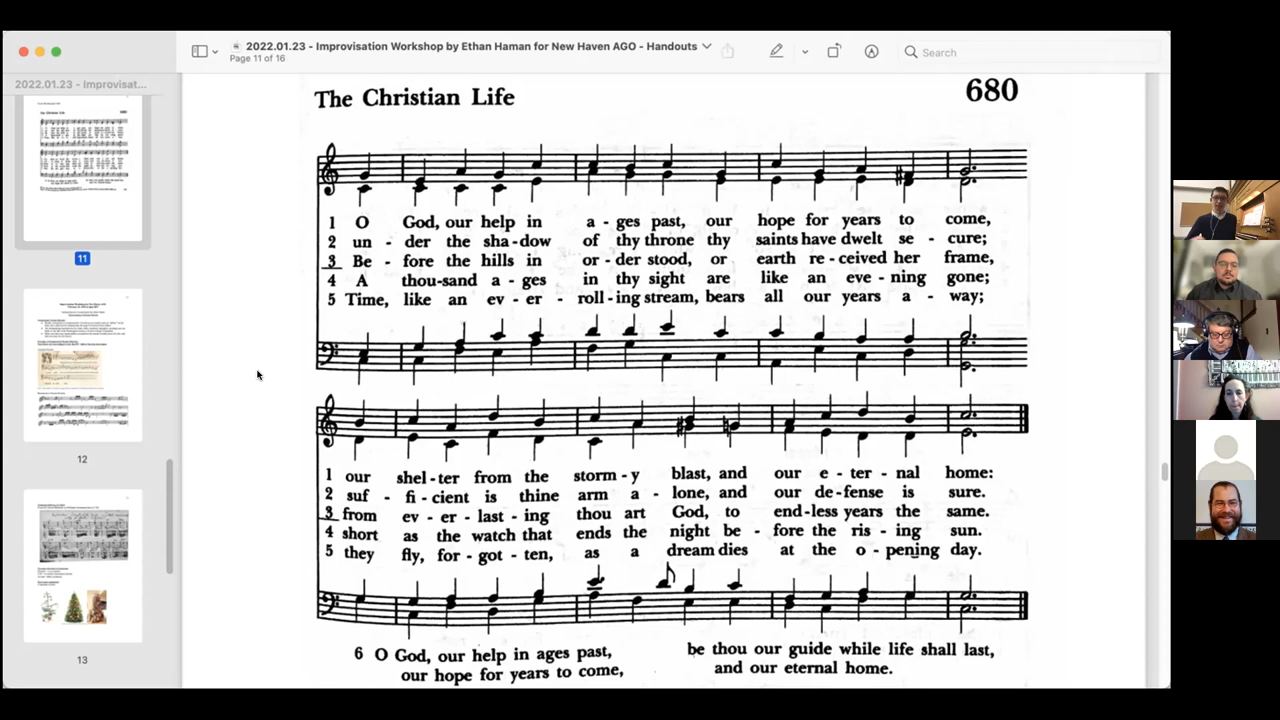 2022.01.23 - Improvisation Workshop by Ethan Haman for New Haven AGO - Handouts
Page 11 of 16
Search
2022.01.23 - Improvisat...
11
12
13
The Christian Life 680
1 O God, our help in a - ges past, our hope for years to come,
2 un - der the sha - dow of thy throne thy saints have dwelt se - cure;
3 Be - fore the hills in or - der stood, or earth re - ceived her frame,
4 A thou-sand a - ges in thy sight are like an eve - ning gone;
5 Time, like an ev - er - roll - ing stream, bears all our years a - way;
1 our shel - ter from the storm - y blast, and our e - ter - nal home:
2 suf - fi - cient is thine arm a - lone, and our de - fense is sure.
3 from ev - er - last - ing thou art God, to end - less years the same.
4 short as the watch that ends the night be - fore the ris - ing sun.
5 they fly, for - got - ten, as a dream dies at the o - pening day.
6 O God, our help in ages past, be thou our guide while life shall last,
our hope for years to come, and our eternal home.